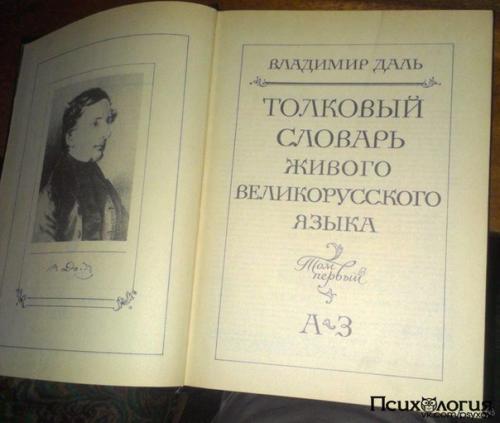 ВЛАДИМИР ДАЛЬ
ТОЛКОВЫЙ
СЛОВАРЬ
ЖИВОГО
ВЕЛИКОРУССКОГО
ЯЗЫКА
Том
первый
А~З
Психология